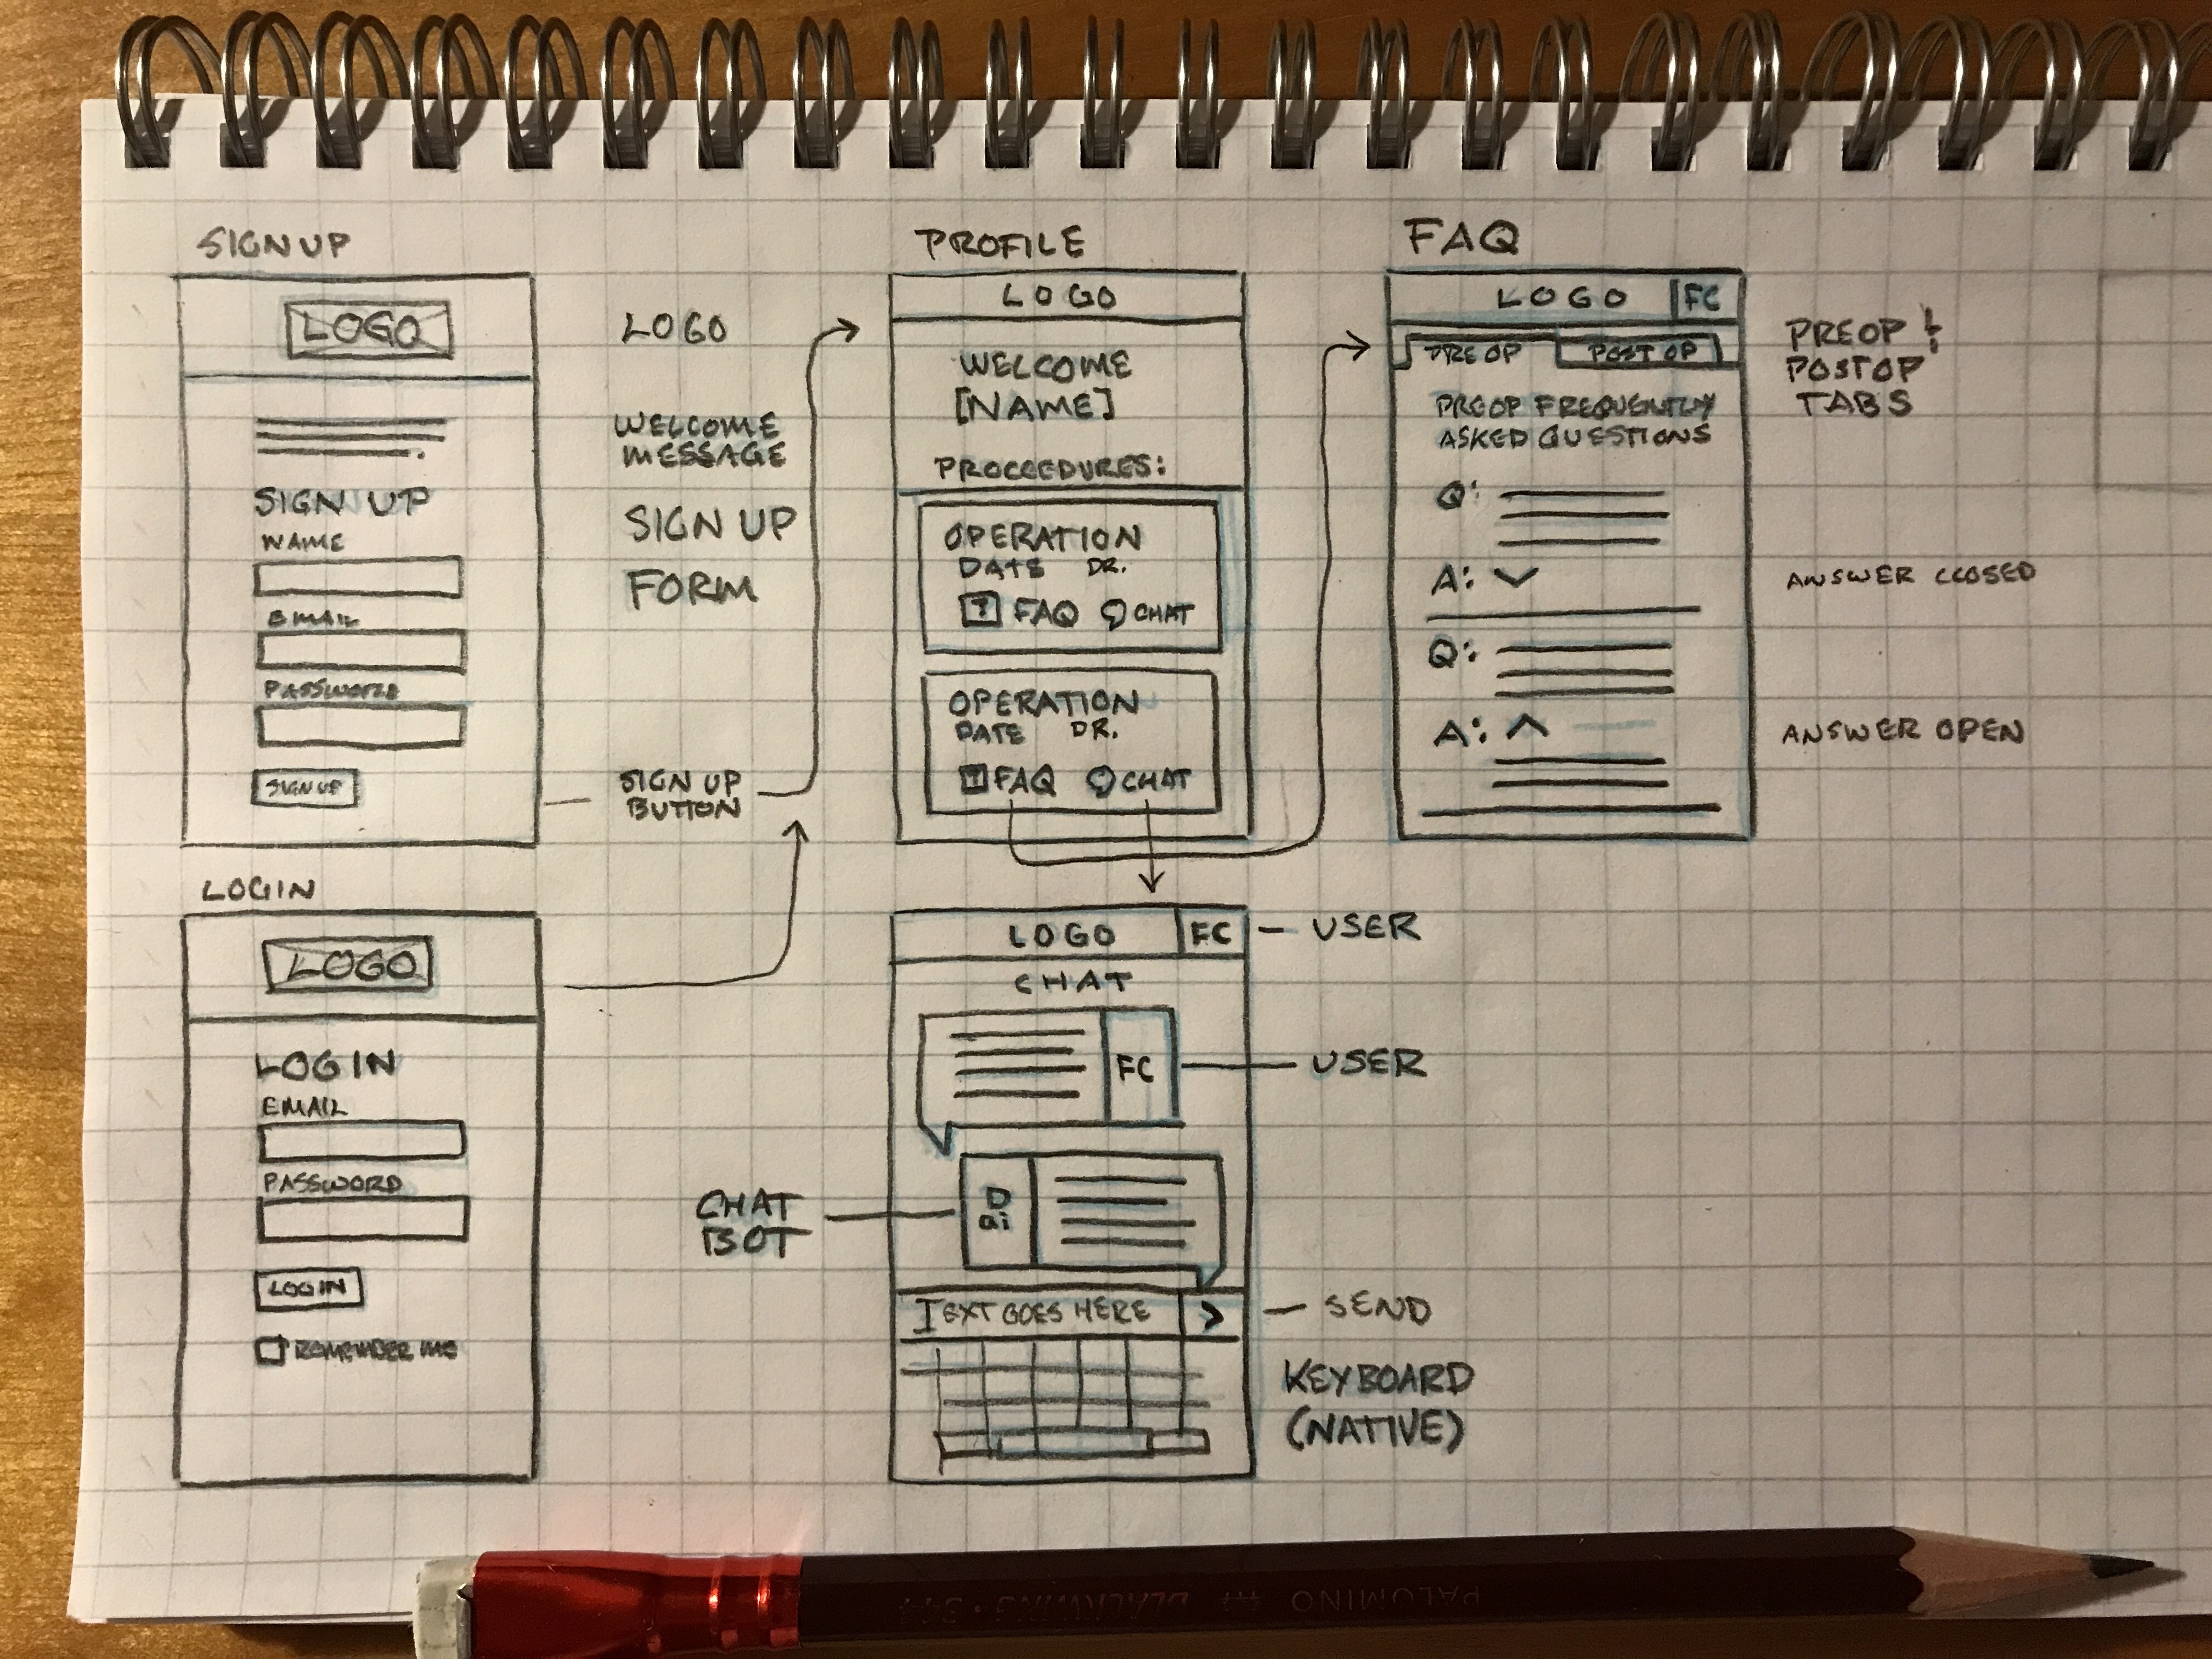 SIGN UP
LOGO
SIGN UP
NAME
EMAIL
PASSWORD
SIGN UP
LOGO
WELCOME
MESSAGE
SIGN UP
FORM
SIGN UP
BUTTON
LOGIN
LOGO
LOGIN
EMAIL
PASSWORD
LOGIN
REMEMBER ME
PROFILE
LOGO
WELCOME
[NAME]
PROCCEDURES:
OPERATION
DATE DR.
? FAQ CHAT
OPERATION
DATE DR.
FAQ CHAT
LOGO FC
USER
CHAT
FC
USER
CHAT
BOT
D
ai
TEXT GOES HERE >
SEND
KEYBOARD
(NATIVE)
FAQ
LOGO FC
PREOP POST OP
PREOP FREQUENTLY
ASKED QUESTIONS
Q:
A:
Q:
A:
PREOP &
POSTOP
TABS
ANSWER CLOSED
ANSWER OPEN
PALOMINO BLACKWING